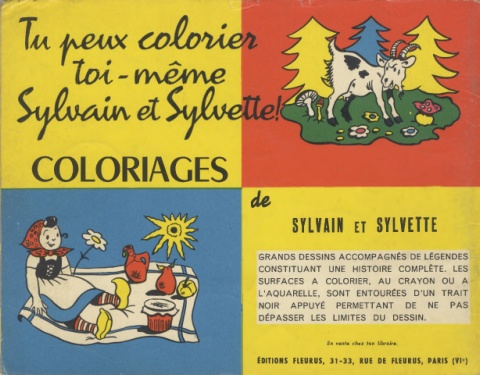 Tu peux colorier
toi-même
Sylvain et Sylvette!
COLORIAGES
de
SYLVAIN ET SYLVETTE
GRANDS DESSINS ACCOMPAGNÉS DE LÉGENDES
CONSTITUANT UNE HISTOIRE COMPLÈTE. LES
SURFACES A COLORIER, AU CRAYON OU A
L'AQUARELLE, SONT ENTOURÉES D'UN TRAIT
NOIR APPUYÉ PERMETTANT DE NE PAS
DÉPASSER LES LIMITES DU DESSIN.
En vente chez ton libraire.
ÉDITIONS FLEURUS, 31-33, RUE DE FLEURUS, PARIS (VIe)